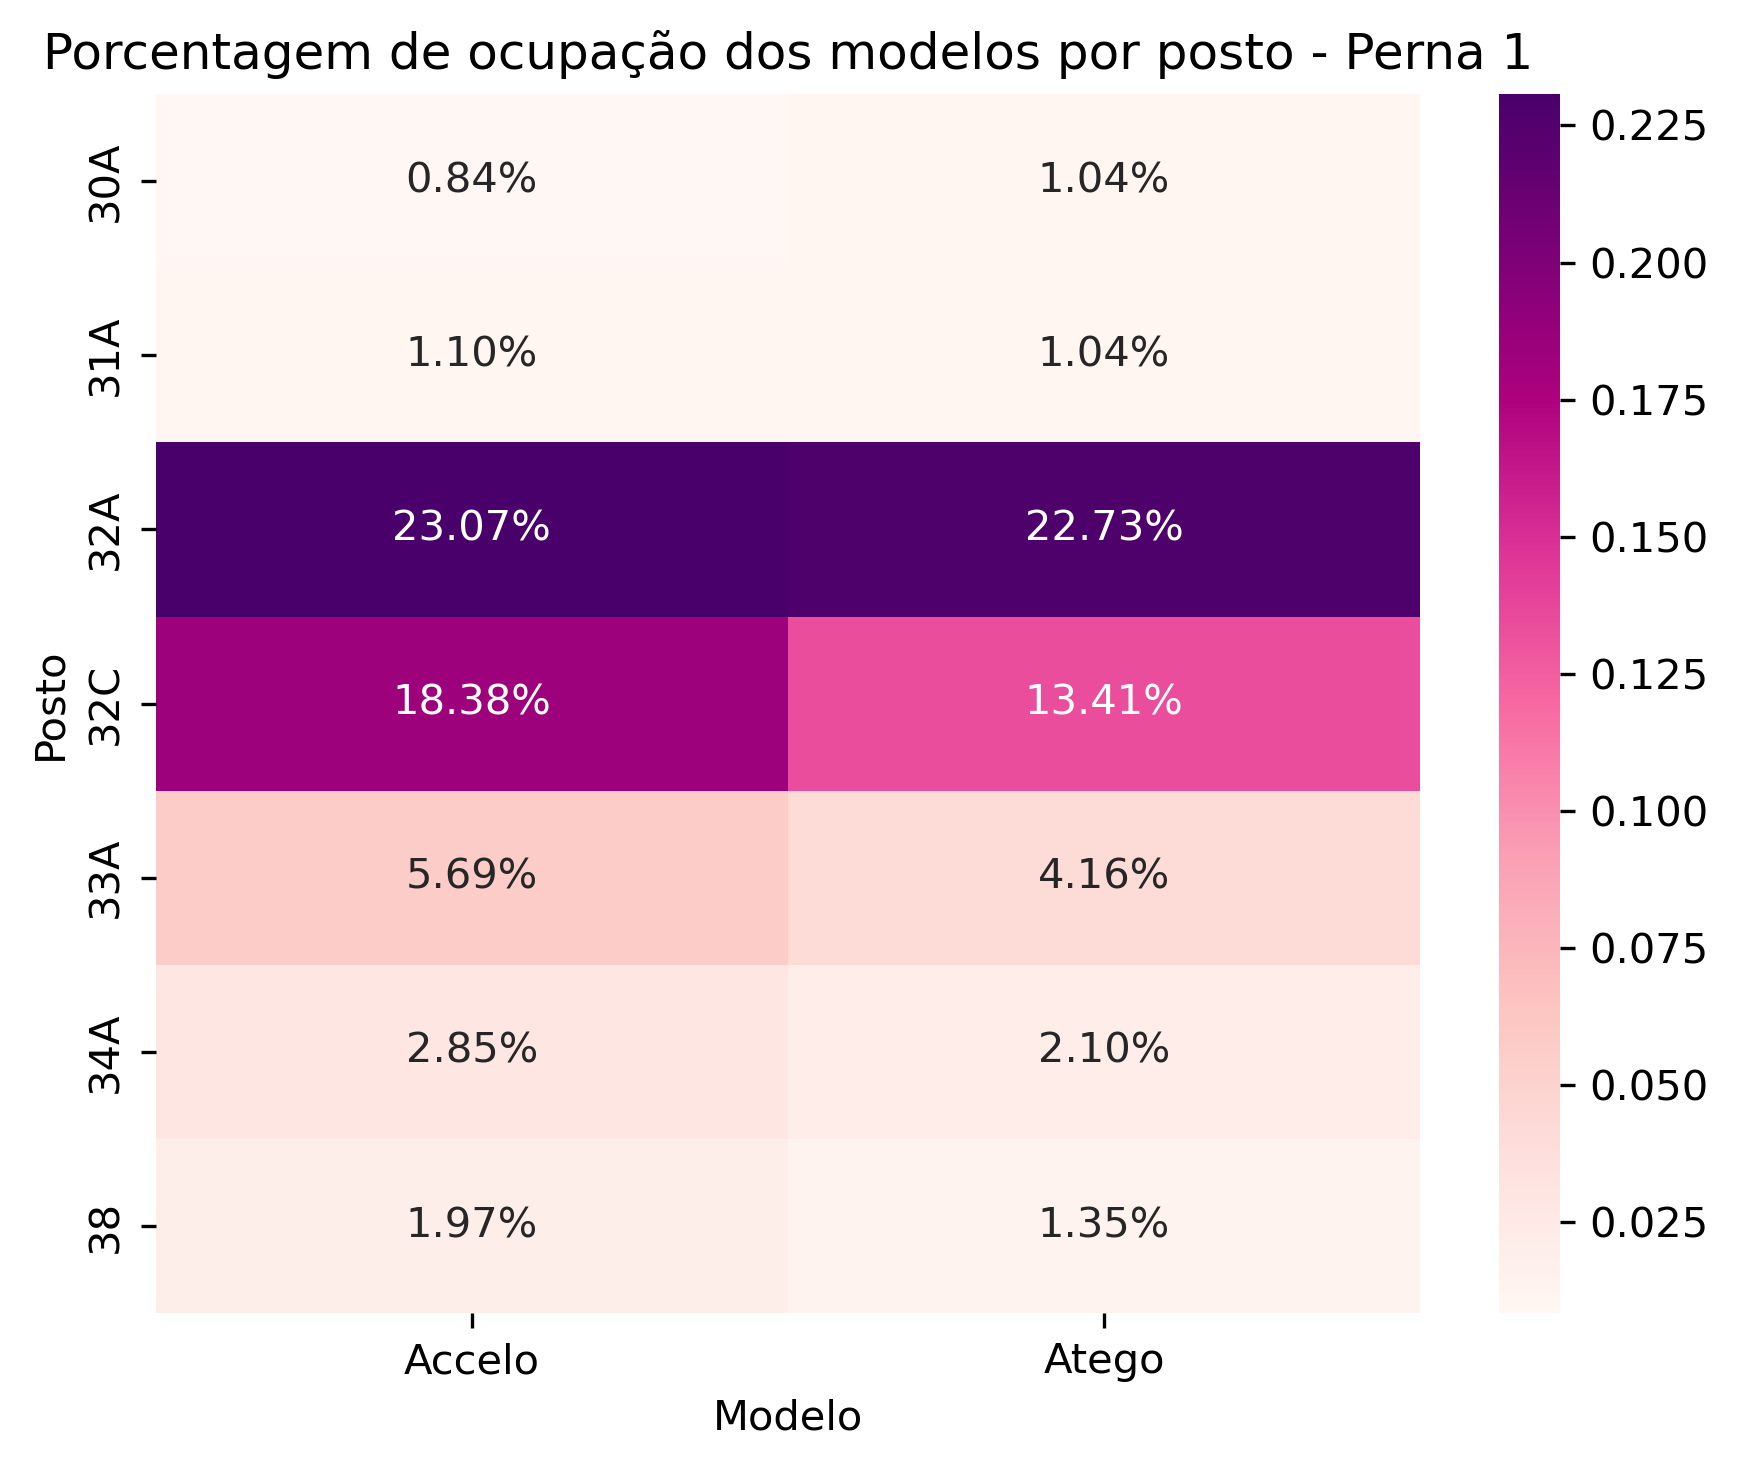 Porcentagem de ocupação dos modelos por posto - Perna 1
30A 0.84% 1.04%
31A 1.10% 1.04%
32A 23.07% 22.73%
32C 18.38% 13.41%
33A 5.69% 4.16%
34A 2.85% 2.10%
38 1.97% 1.35%
Posto
Accelo Atego
Modelo
0.225
0.200
0.175
0.150
0.125
0.100
0.075
0.050
0.025